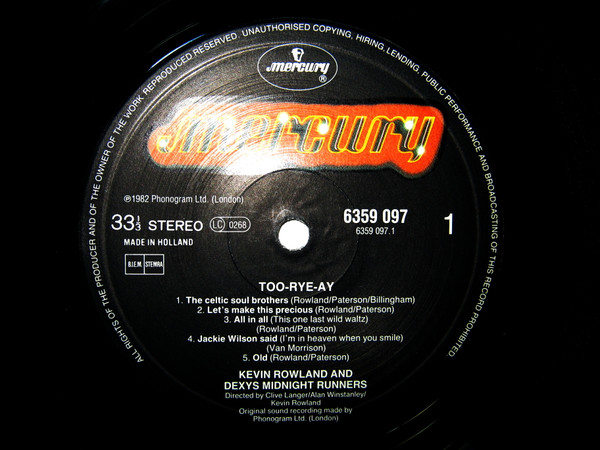 ALL RIGHTS OF THE PRODUCER AND OF THE OWNER OF THE WORK REPRODUCED RESERVED. UNAUTHORISED COPYING, HIRING, LENDING, PUBLIC PERFORMANCE AND BROADCASTING OF THIS RECORD PROHIBITED.
mercury
®
mercury
℗1982 Phonogram Ltd. (London)
33⅓ STEREO LC 0268
MADE IN HOLLAND
6359 097
6359 097.1
1
B.I.E.M. STEMRA
TOO-RYE-AY
1. The celtic soul brothers (Rowland/Paterson/Billingham)
2. Let's make this precious (Rowland/Paterson)
3. All in all (This one last wild waltz)
(Rowland/Paterson)
4. Jackie Wilson said (I'm in heaven when you smile)
(Van Morrison)
5. Old (Rowland/Paterson)
KEVIN ROWLAND AND
DEXYS MIDNIGHT RUNNERS
Directed by Clive Langer/Alan Winstanley/
Kevin Rowland
Original sound recording made by
Phonogram Ltd. (London)